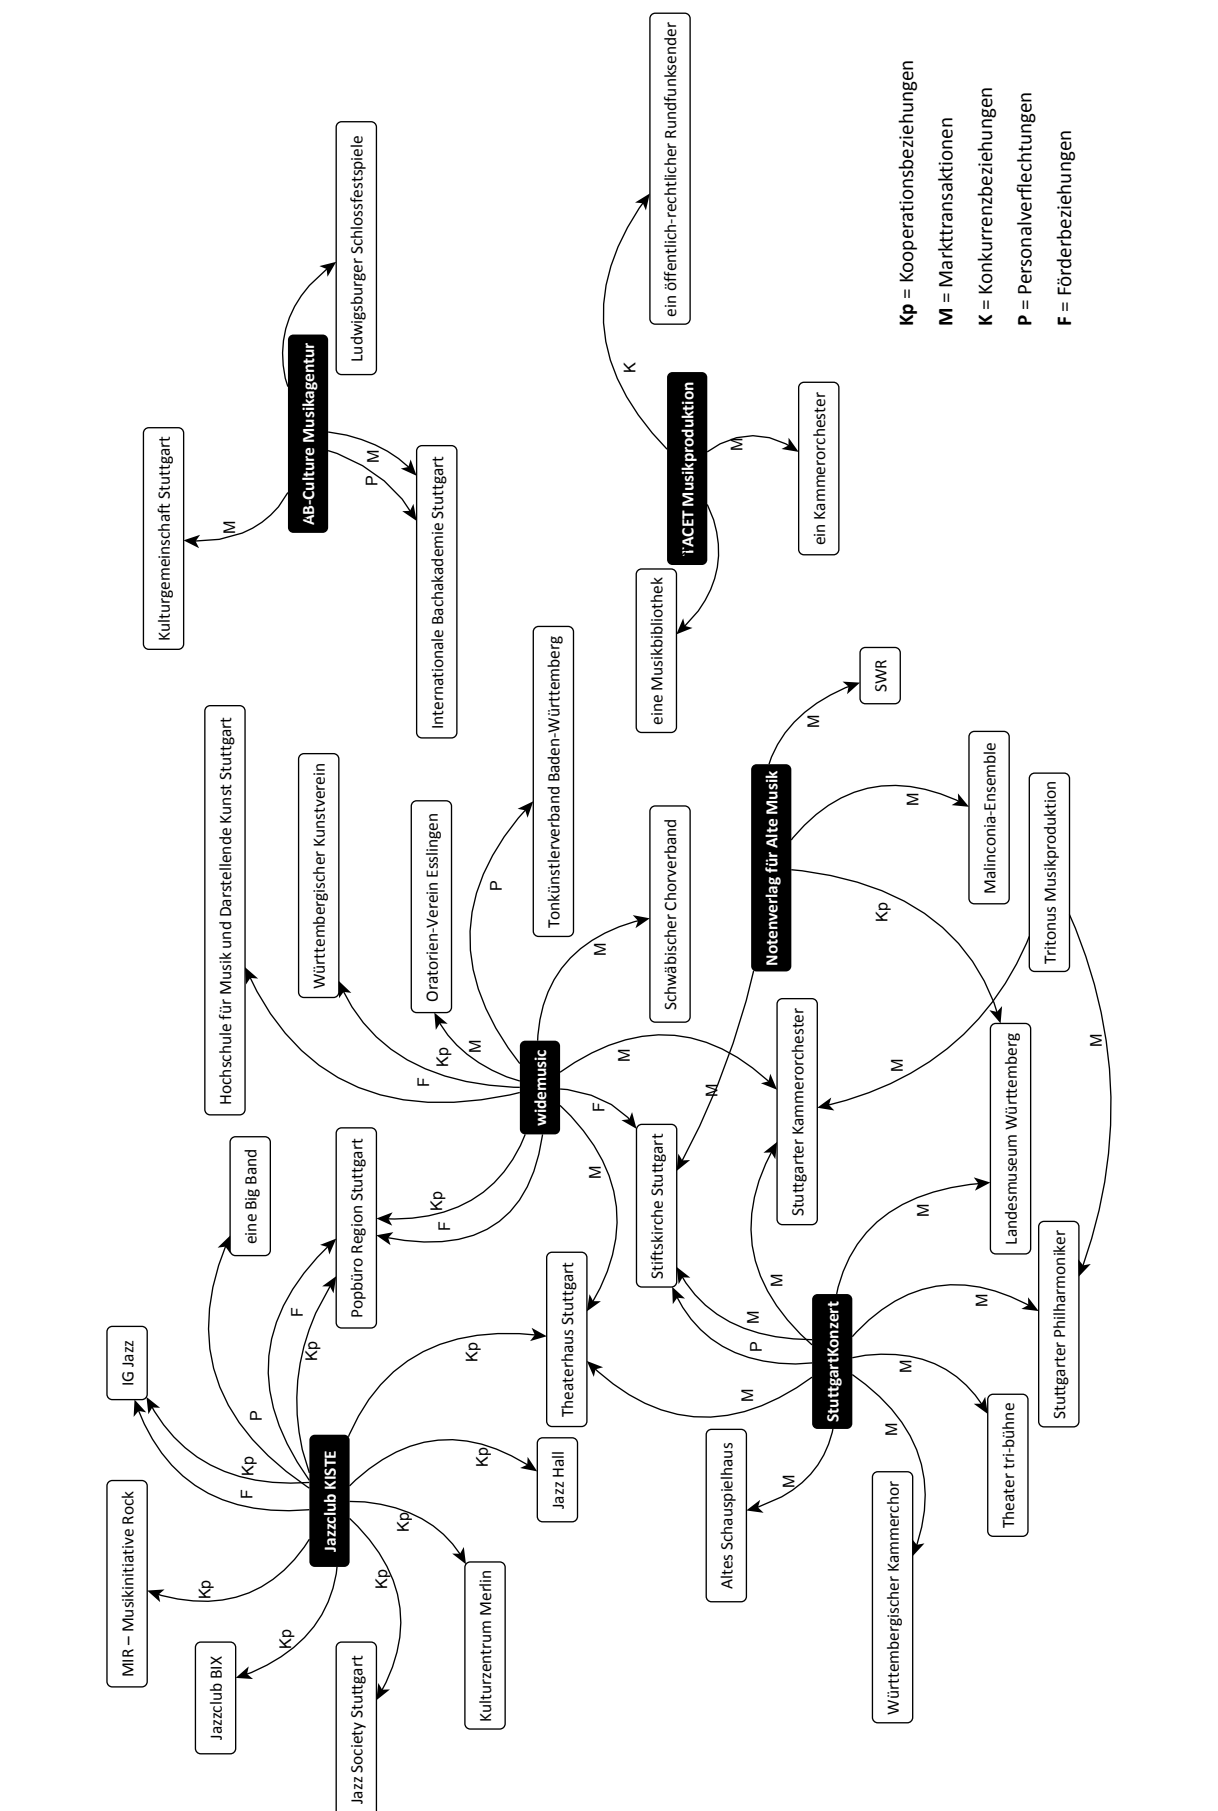 MIR – Musikinitiative Rock
IG Jazz
Kulturgemeinschaft Stuttgart
Jazzclub BIX
eine Big Band
Hochschule für Musik und Darstellende Kunst Stuttgart
Kp
Kp
F
P
M
Kp
F
Kp
Jazzclub KISTE
Württembergischer Kunstverein
AB-Culture Musikagentur
Jazz Society Stuttgart
Popbüro Region Stuttgart
Ludwigsburger Schlossfestspiele
Kp
Kp
Kp
F
F
Kp
M
P
M
Oratorien-Verein Esslingen
Internationale Bachakademie Stuttgart
Kulturzentrum Merlin
Kp
Kp
P
Jazz Hall
Theaterhaus Stuttgart
widemusic
Tonkünstlerverband Baden-Württemberg
M
F
M
M
K
Stiftskirche Stuttgart
Schwäbischer Chorverband
eine Musikbibliothek
TACET Musikproduktion
ein öffentlich-rechtlicher Rundfunksender
Altes Schauspielhaus
M
P
M
M
M
M
M
Notenverlag für Alte Musik
Stuttgarter Kammerorchester
M
ein Kammerorchester
StuttgartKonzert
Württembergischer Kammerchor
M
M
M
M
Kp
M
SWR
M
M
Theater tri-bühne
Landesmuseum Württemberg
Malinconia-Ensemble
Stuttgarter Philharmoniker
Tritonus Musikproduktion
M
Kp = Kooperationsbeziehungen
M = Markttransaktionen
K = Konkurrenzbeziehungen
P = Personalverflechtungen
F = Förderbeziehungen